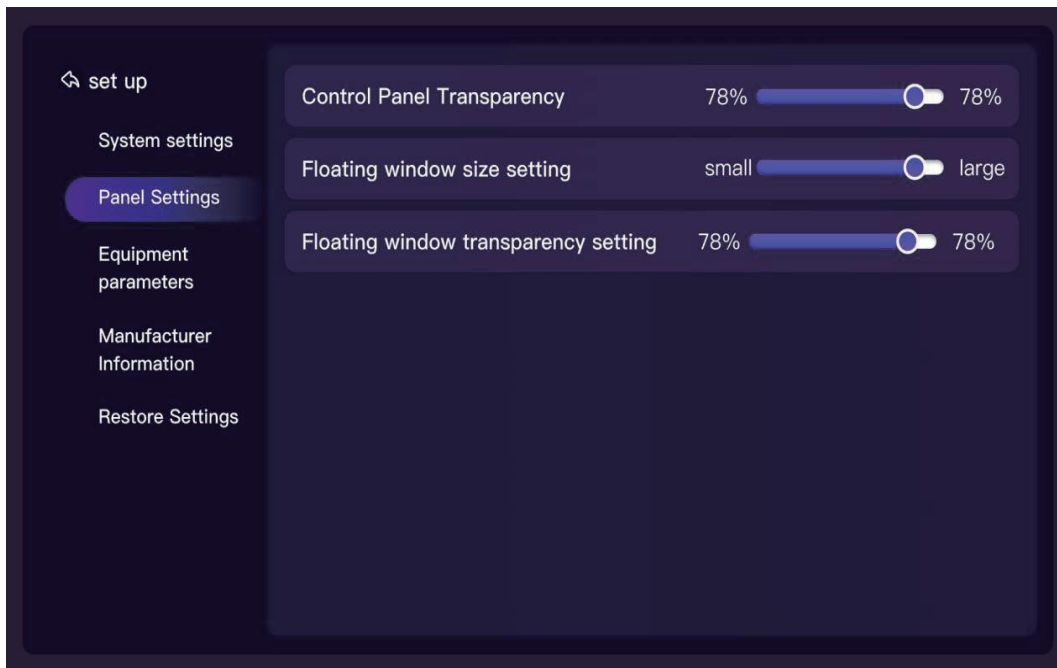 set up
System settings
Panel Settings
Equipment
parameters
Manufacturer
Information
Restore Settings
Control Panel Transparency 78% 78%
Floating window size setting small large
Floating window transparency setting 78% 78%